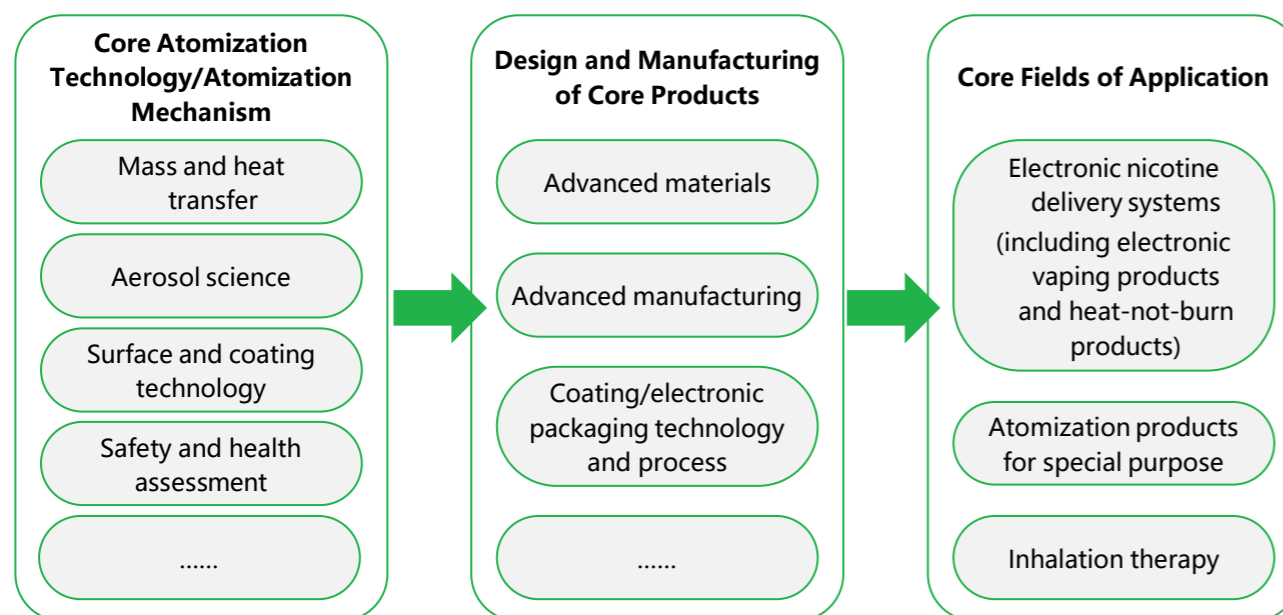 Core Atomization
Technology/Atomization
Mechanism
Mass and heat
transfer
Aerosol science
Surface and coating
technology
Safety and health
assessment
......
Design and Manufacturing
of Core Products
Advanced materials
Advanced manufacturing
Coating/electronic
packaging technology
and process
......
Core Fields of Application
Electronic nicotine
delivery systems
(including electronic
vaping products
and heat-not-burn
products)
Atomization products
for special purpose
Inhalation therapy